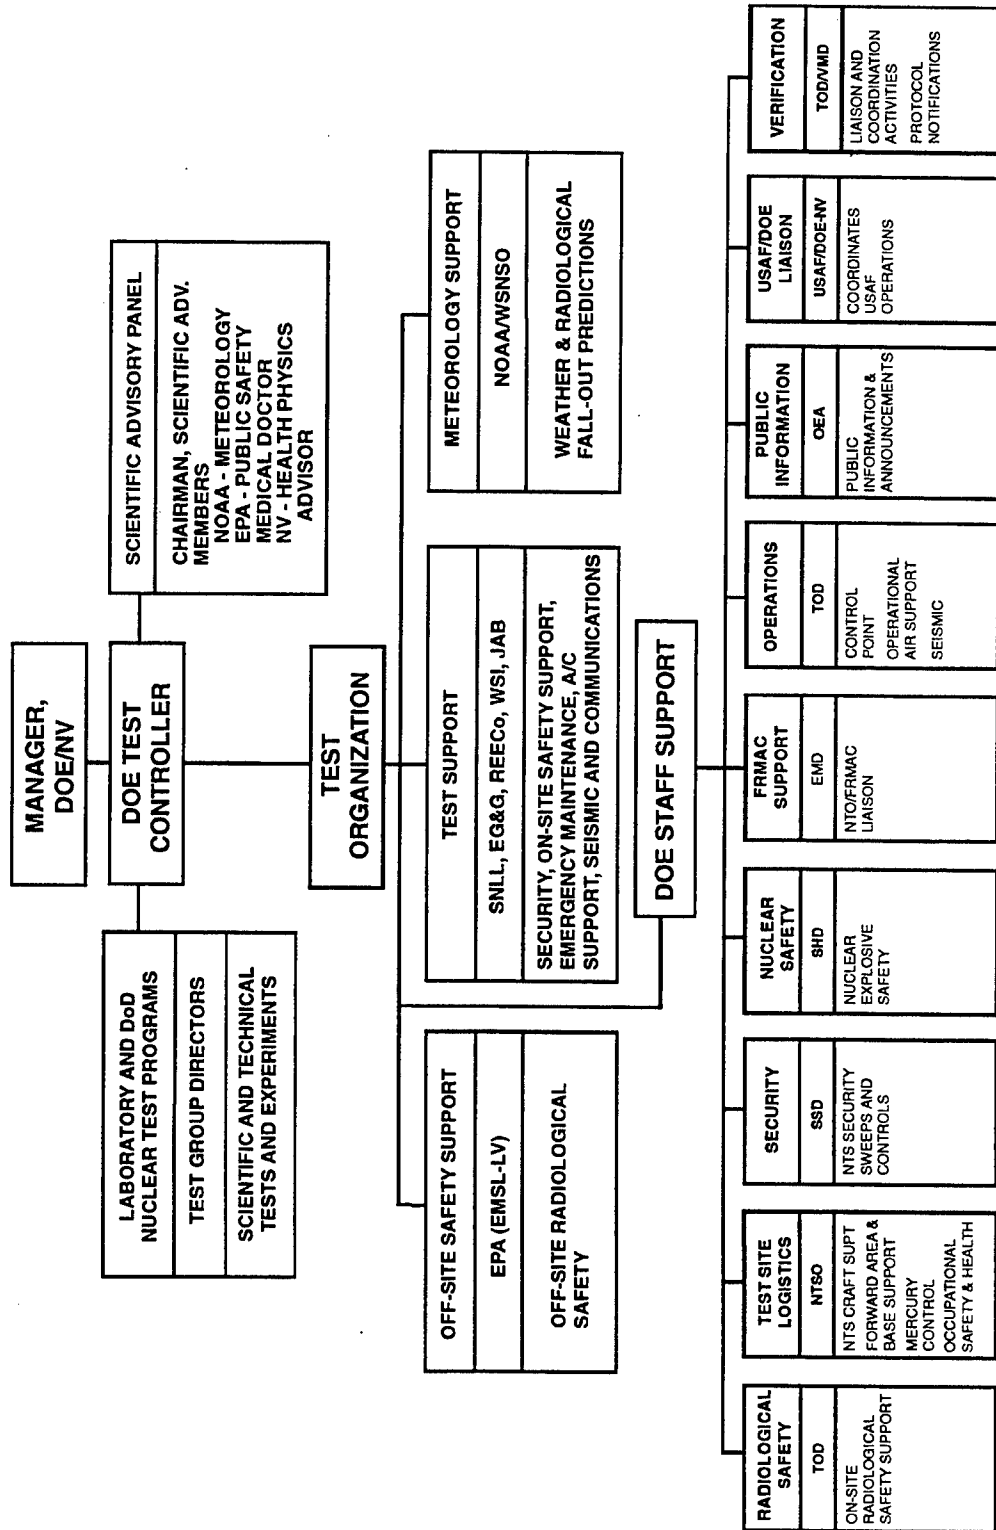 MANAGER,
DOE/NV
DOE TEST
CONTROLLER
LABORATORY AND DoD
NUCLEAR TEST PROGRAMS
TEST GROUP DIRECTORS
SCIENTIFIC AND TECHNICAL
TESTS AND EXPERIMENTS
SCIENTIFIC ADVISORY PANEL
CHAIRMAN, SCIENTIFIC ADV.
MEMBERS
NOAA - METEOROLOGY
EPA - PUBLIC SAFETY
MEDICAL DOCTOR
NV - HEALTH PHYSICS
ADVISOR
TEST
ORGANIZATION
OFF-SITE SAFETY SUPPORT
EPA (EMSL-LV)
OFF-SITE RADIOLOGICAL
SAFETY
TEST SUPPORT
SNLL, EG&G, REECo, WSI, JAB
SECURITY, ON-SITE SAFETY SUPPORT,
EMERGENCY MAINTENANCE, A/C
SUPPORT, SEISMIC AND COMMUNICATIONS
METEOROLOGY SUPPORT
NOAA/WSNSO
WEATHER & RADIOLOGICAL
FALL-OUT PREDICTIONS
DOE STAFF SUPPORT
RADIOLOGICAL
SAFETY
TOD
ON-SITE
RADIOLOGICAL
SAFETY SUPPORT
TEST SITE
LOGISTICS
NTSO
NTS CRAFT SUPT
FORWARD AREA &
BASE SUPPORT
MERCURY
CONTROL
OCCUPATIONAL
SAFETY & HEALTH
SECURITY
SSD
NTS SECURITY
SWEEPS AND
CONTROLS
NUCLEAR
SAFETY
SHD
NUCLEAR
EXPLOSIVE
SAFETY
FRMAC
SUPPORT
EMD
NTO/FRMAC
LIAISON
OPERATIONS
TOD
CONTROL
POINT
OPERATIONAL
AIR SUPPORT
SEISMIC
PUBLIC
INFORMATION
OEA
PUBLIC
INFORMATION &
ANNOUNCEMENTS
USAF/DOE
LIAISON
USAF/DOE-NV
COORDINATES
USAF
OPERATIONS
VERIFICATION
TOD/VMD
LIAISON AND
COORDINATION
ACTIVITIES
PROTOCOL
NOTIFICATIONS